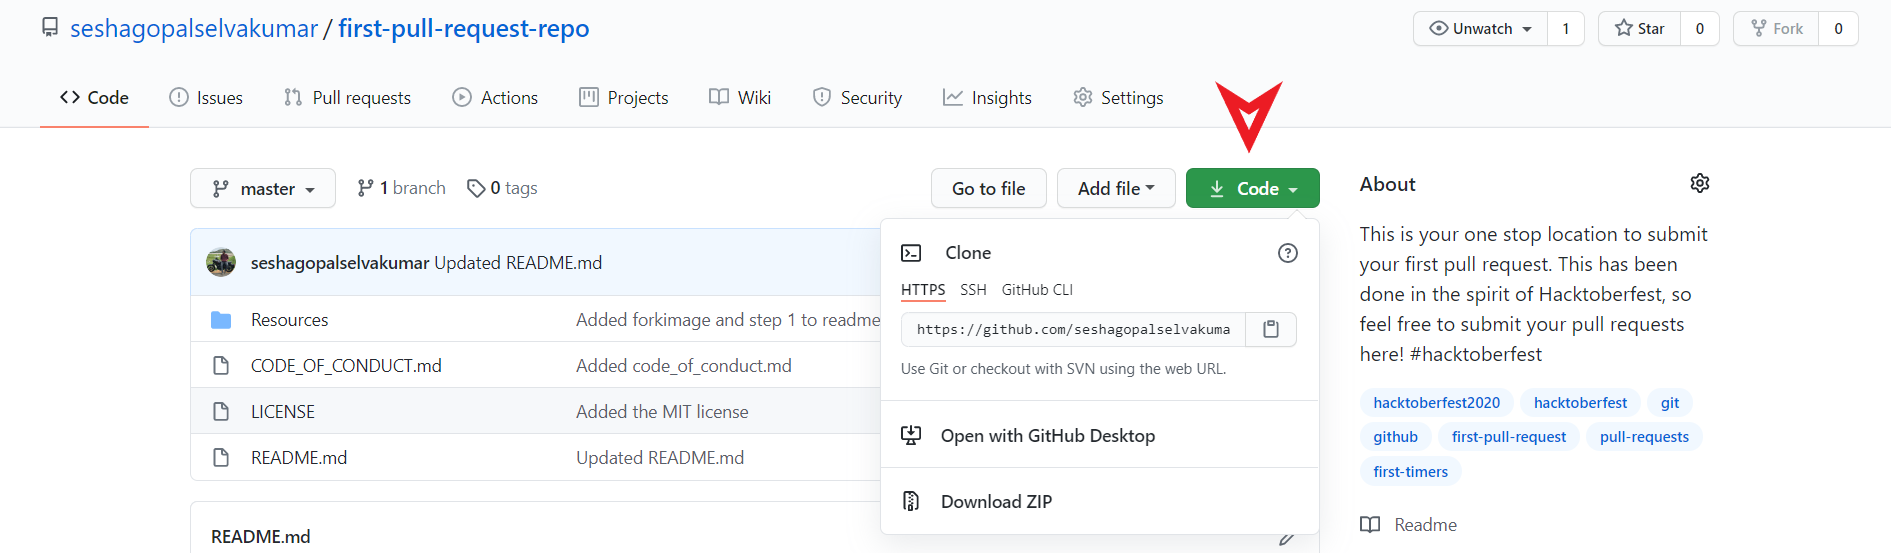 seshagopalselvakumar / first-pull-request-repo
Unwatch 1 Star 0 Fork 0
Code Issues Pull requests Actions Projects Wiki Security Insights Settings
master 1 branch 0 tags Go to file Add file Code
seshagopalselvakumar Updated README.md
Resources Added forkimage and step 1 to readme
CODE_OF_CONDUCT.md Added code_of_conduct.md
LICENSE Added the MIT license
README.md Updated README.md
README.md
Clone
HTTPS SSH GitHub CLI
https://github.com/seshagopalselvakuma
Use Git or checkout with SVN using the web URL.
Open with GitHub Desktop
Download ZIP
About
This is your one stop location to submit
your first pull request. This has been
done in the spirit of Hacktoberfest, so
feel free to submit your pull requests
here! #hacktoberfest
hacktoberfest2020 hacktoberfest git
github first-pull-request pull-requests
first-timers
Readme